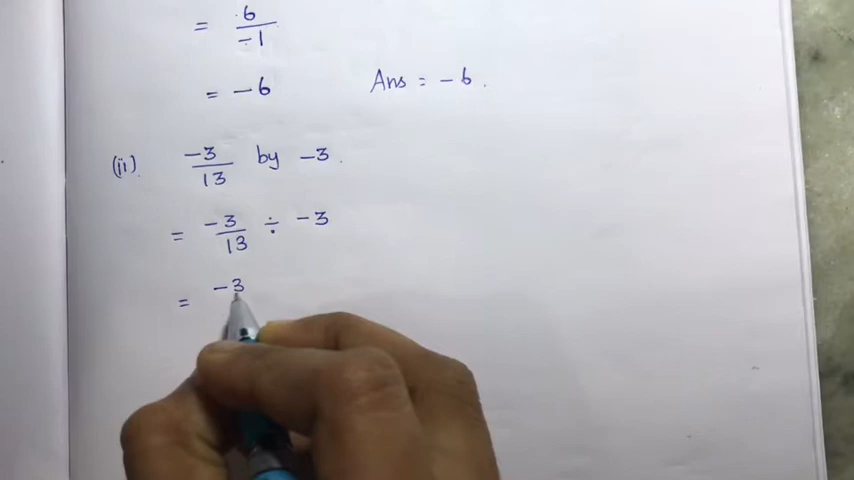 = 6/-1
= -6 Ans = -6.
(ii) -3/13 by -3.
= -3/13 ÷ -3
= -3